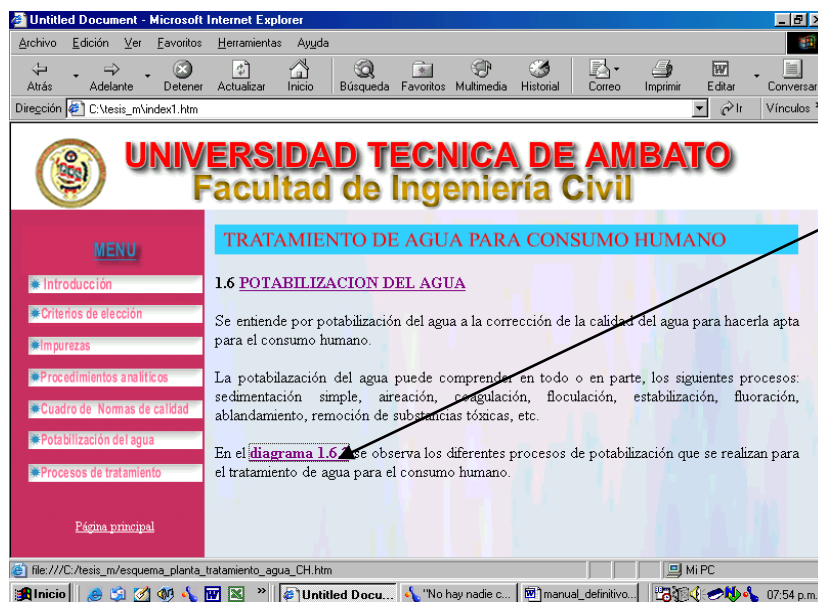 Untitled Document - Microsoft Internet Explorer
Archivo Edición Ver Favoritos Herramientas Ayuda
Atrás Adelante Detener Actualizar Inicio Búsqueda Favoritos Multimedia Historial Correo Imprimir Editar Conversar
Dirección C:\tesis_m\index1.htm Ir Vínculos
UNIVERSIDAD TECNICA DE AMBATO
Facultad de Ingeniería Civil
MENU
Introducción
Criterios de elección
Impurezas
Procedimientos analíticos
Cuadro de Normas de calidad
Potabilización del agua
Procesos de tratamiento
Página principal
TRATAMIENTO DE AGUA PARA CONSUMO HUMANO
1.6 POTABILIZACION DEL AGUA
Se entiende por potabilización del agua a la corrección de la calidad del agua para hacerla apta
para el consumo humano.
La potabilazación del agua puede comprender en todo o en parte, los siguientes procesos:
sedimentación simple, aireación, coagulación, floculación, estabilización, fluoración,
ablandamiento, remoción de substancias tóxicas, etc.
En el diagrama 1.6 se observa los diferentes procesos de potabilización que se realizan para
el tratamiento de agua para el consumo humano.
file:///C:/tesis_m/esquema_planta_tratamiento_agua_CH.htm Mi PC
Inicio » Untitled Docu... "No hay nadie c... manual_definitivo... 07:54 p.m.